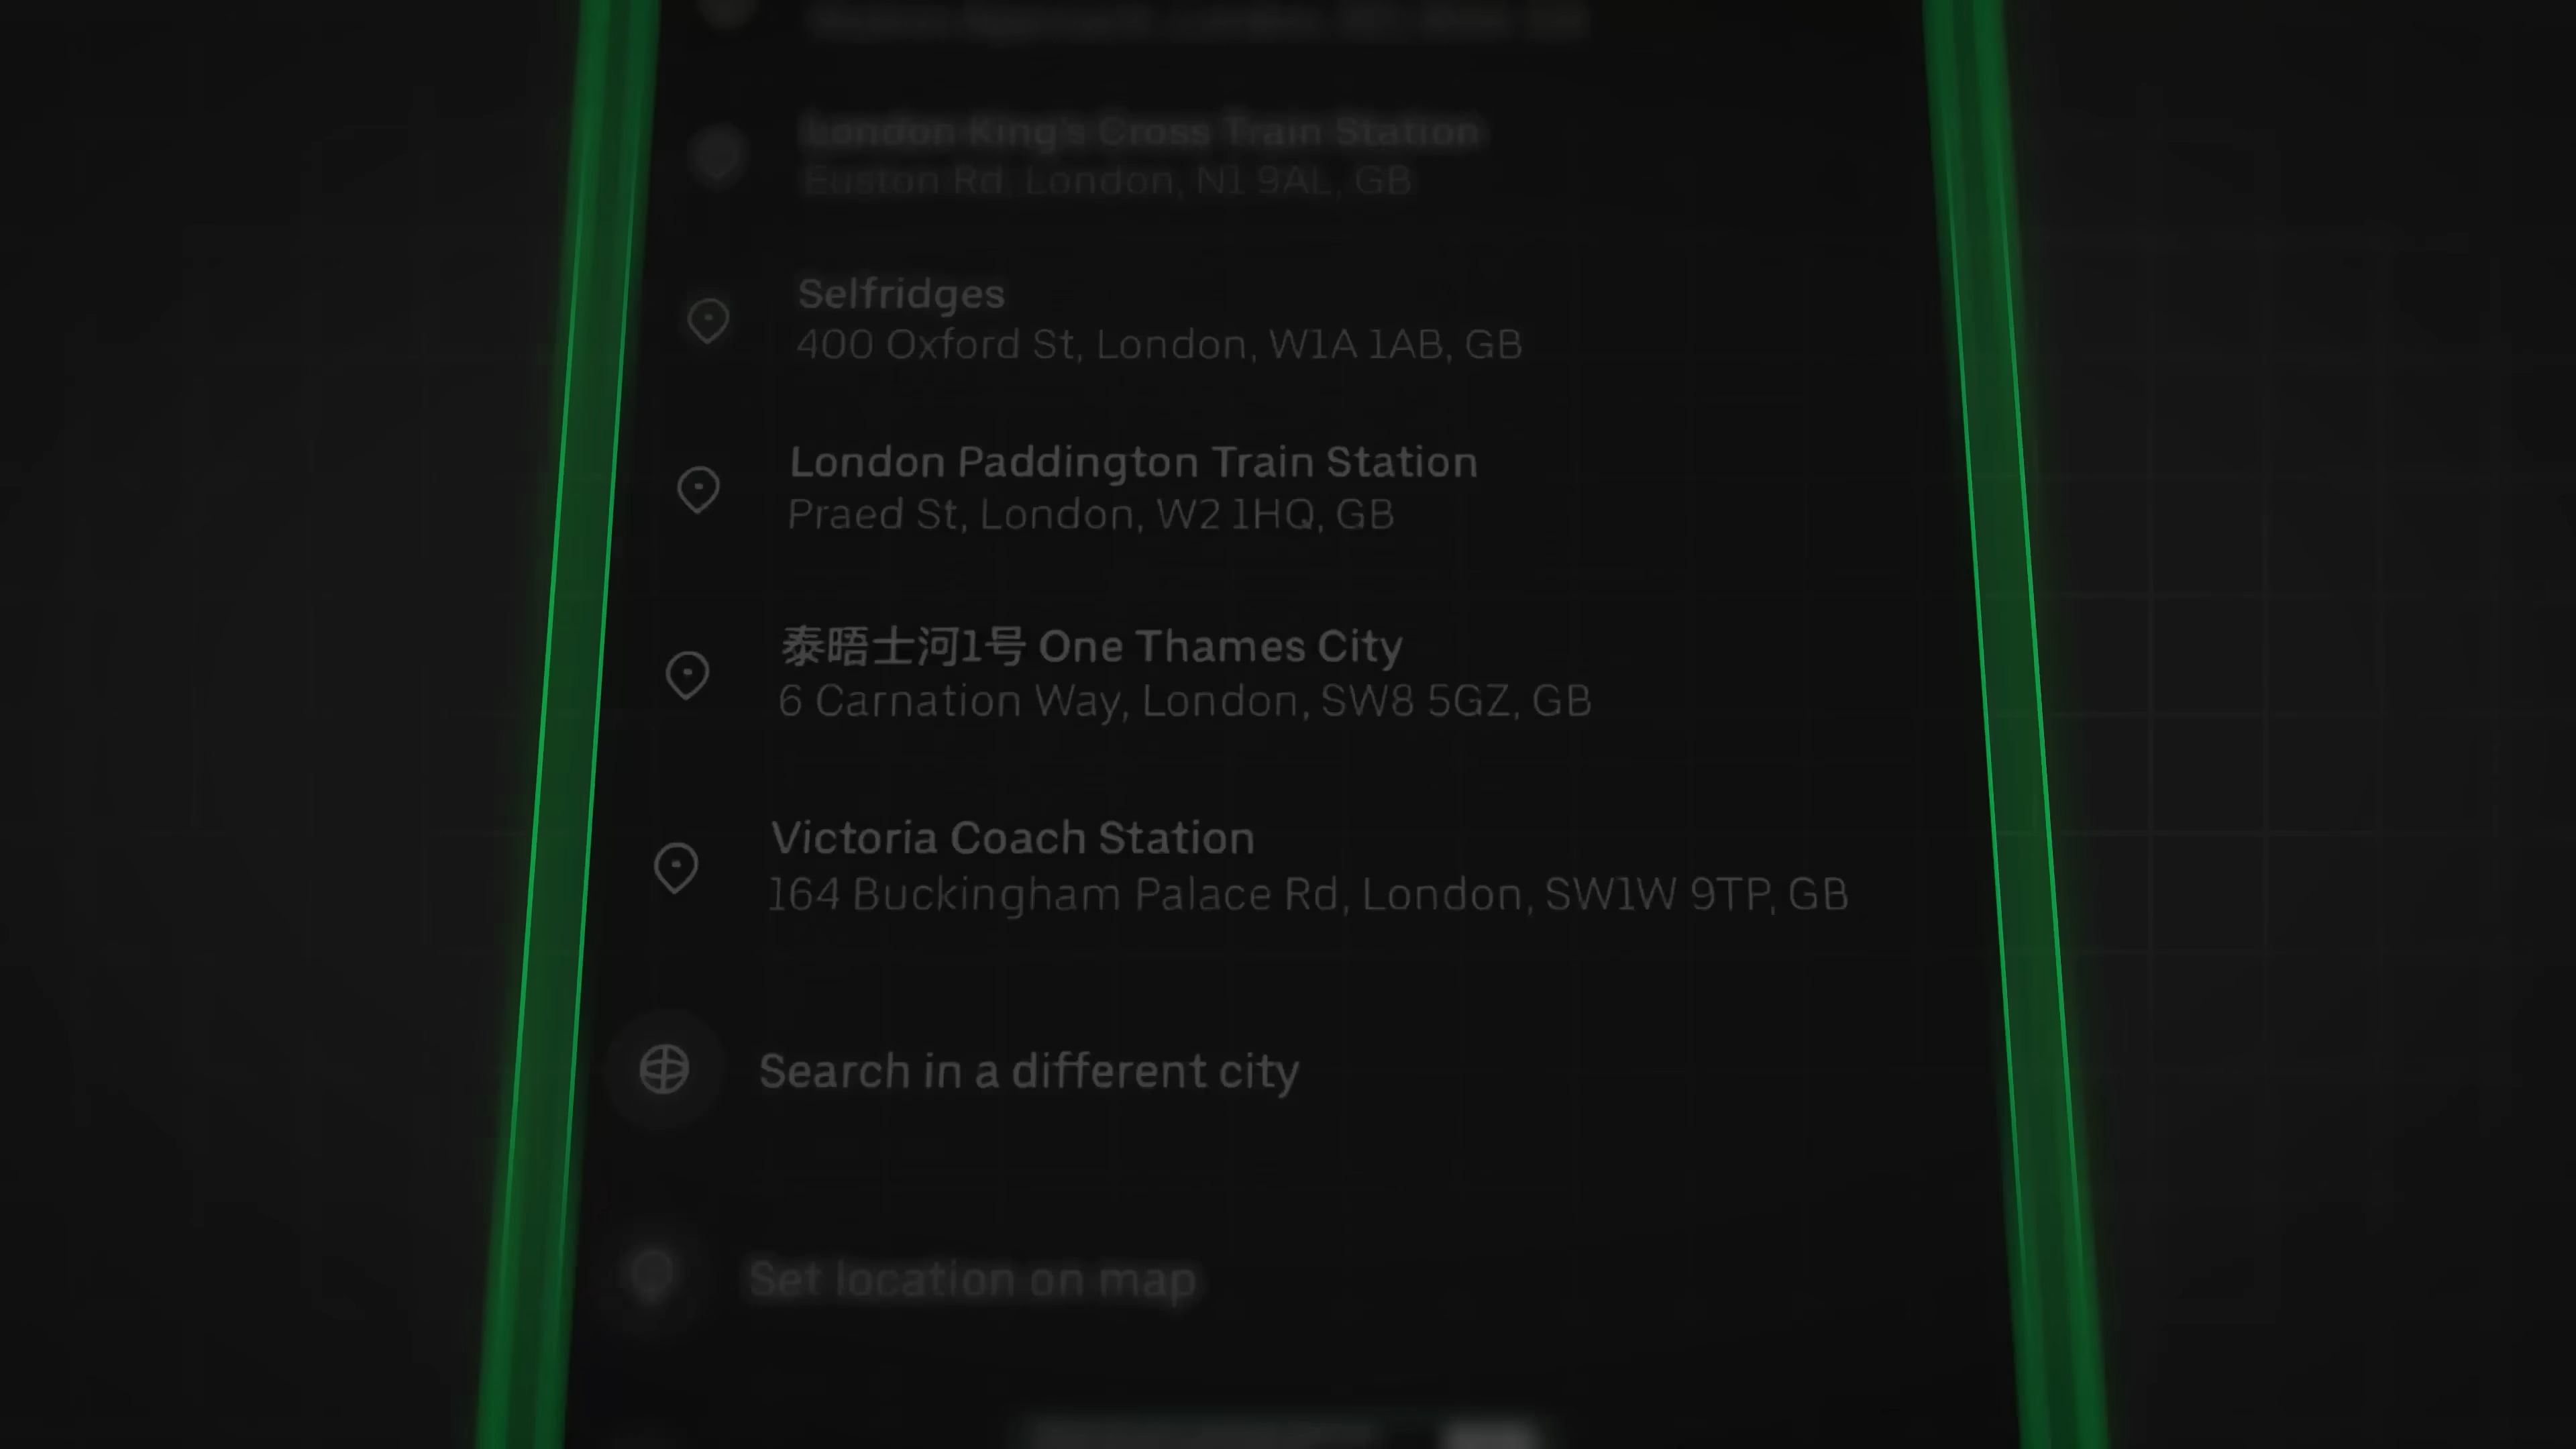 London King's Cross Train Station
Euston Rd, London, N1 9AL, GB
Selfridges
400 Oxford St, London, W1A 1AB, GB
London Paddington Train Station
Praed St, London, W2 1HQ, GB
泰晤士河1号 One Thames City
6 Carnation Way, London, SW8 5GZ, GB
Victoria Coach Station
164 Buckingham Palace Rd, London, SW1W 9TP, GB
Search in a different city
Set location on map